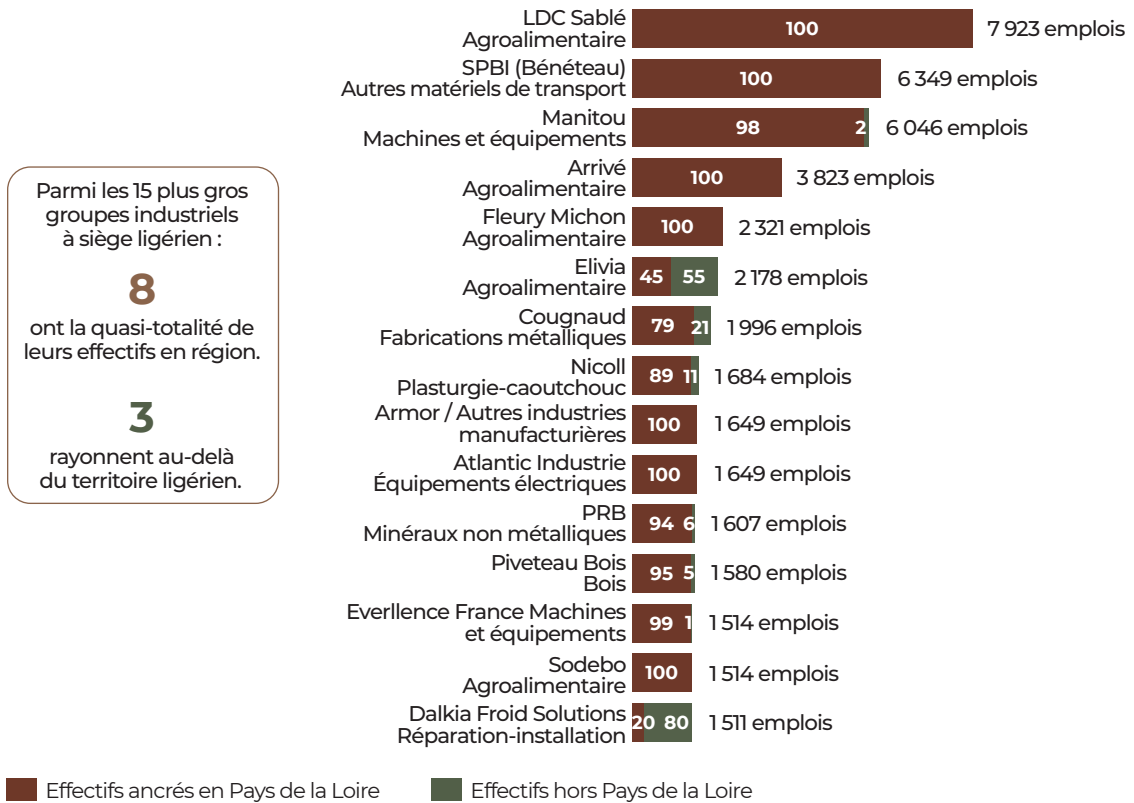 Parmi les 15 plus gros
groupes industriels
à siège ligérien :
8
ont la quasi-totalité de
leurs effectifs en région.
3
rayonnent au-delà
du territoire ligérien.
LDC Sablé
Agroalimentaire
100
7 923 emplois
SPBI (Bénéteau)
Autres matériels de transport
100
6 349 emplois
Manitou
Machines et équipements
98 2
6 046 emplois
Arrivé
Agroalimentaire
100
3 823 emplois
Fleury Michon
Agroalimentaire
100
2 321 emplois
Elivia
Agroalimentaire
45 55
2 178 emplois
Cougnaud
Fabrications métalliques
79 21
1 996 emplois
Nicoll
Plasturgie-caoutchouc
89 11
1 684 emplois
Armor / Autres industries
manufacturières
100
1 649 emplois
Atlantic Industrie
Équipements électriques
100
1 649 emplois
PRB
Minéraux non métalliques
94 6
1 607 emplois
Piveteau Bois
Bois
95 5
1 580 emplois
Everllence France Machines
et équipements
99 1
1 514 emplois
Sodebo
Agroalimentaire
100
1 514 emplois
Dalkia Froid Solutions
Réparation-installation
20 80
1 511 emplois
Effectifs ancrés en Pays de la Loire
Effectifs hors Pays de la Loire